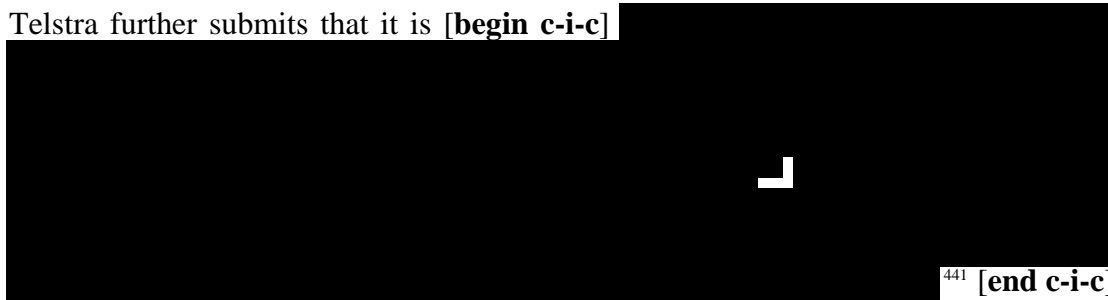 Telstra further submits that it is [begin c-i-c]
441 [end c-i-c]